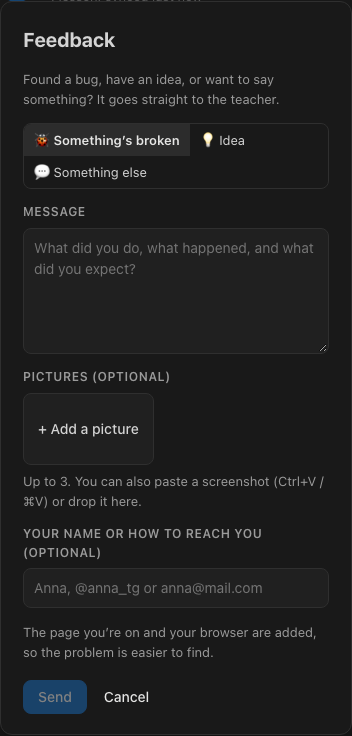 Feedback
Found a bug, have an idea, or want to say
something? It goes straight to the teacher.
Something's broken
Idea
Something else
MESSAGE
What did you do, what happened, and what
did you expect?
PICTURES (OPTIONAL)
+ Add a picture
Up to 3. You can also paste a screenshot (Ctrl+V /
⌘V) or drop it here.
YOUR NAME OR HOW TO REACH YOU
(OPTIONAL)
Anna, @anna_tg or anna@mail.com
The page you're on and your browser are added,
so the problem is easier to find.
Send
Cancel